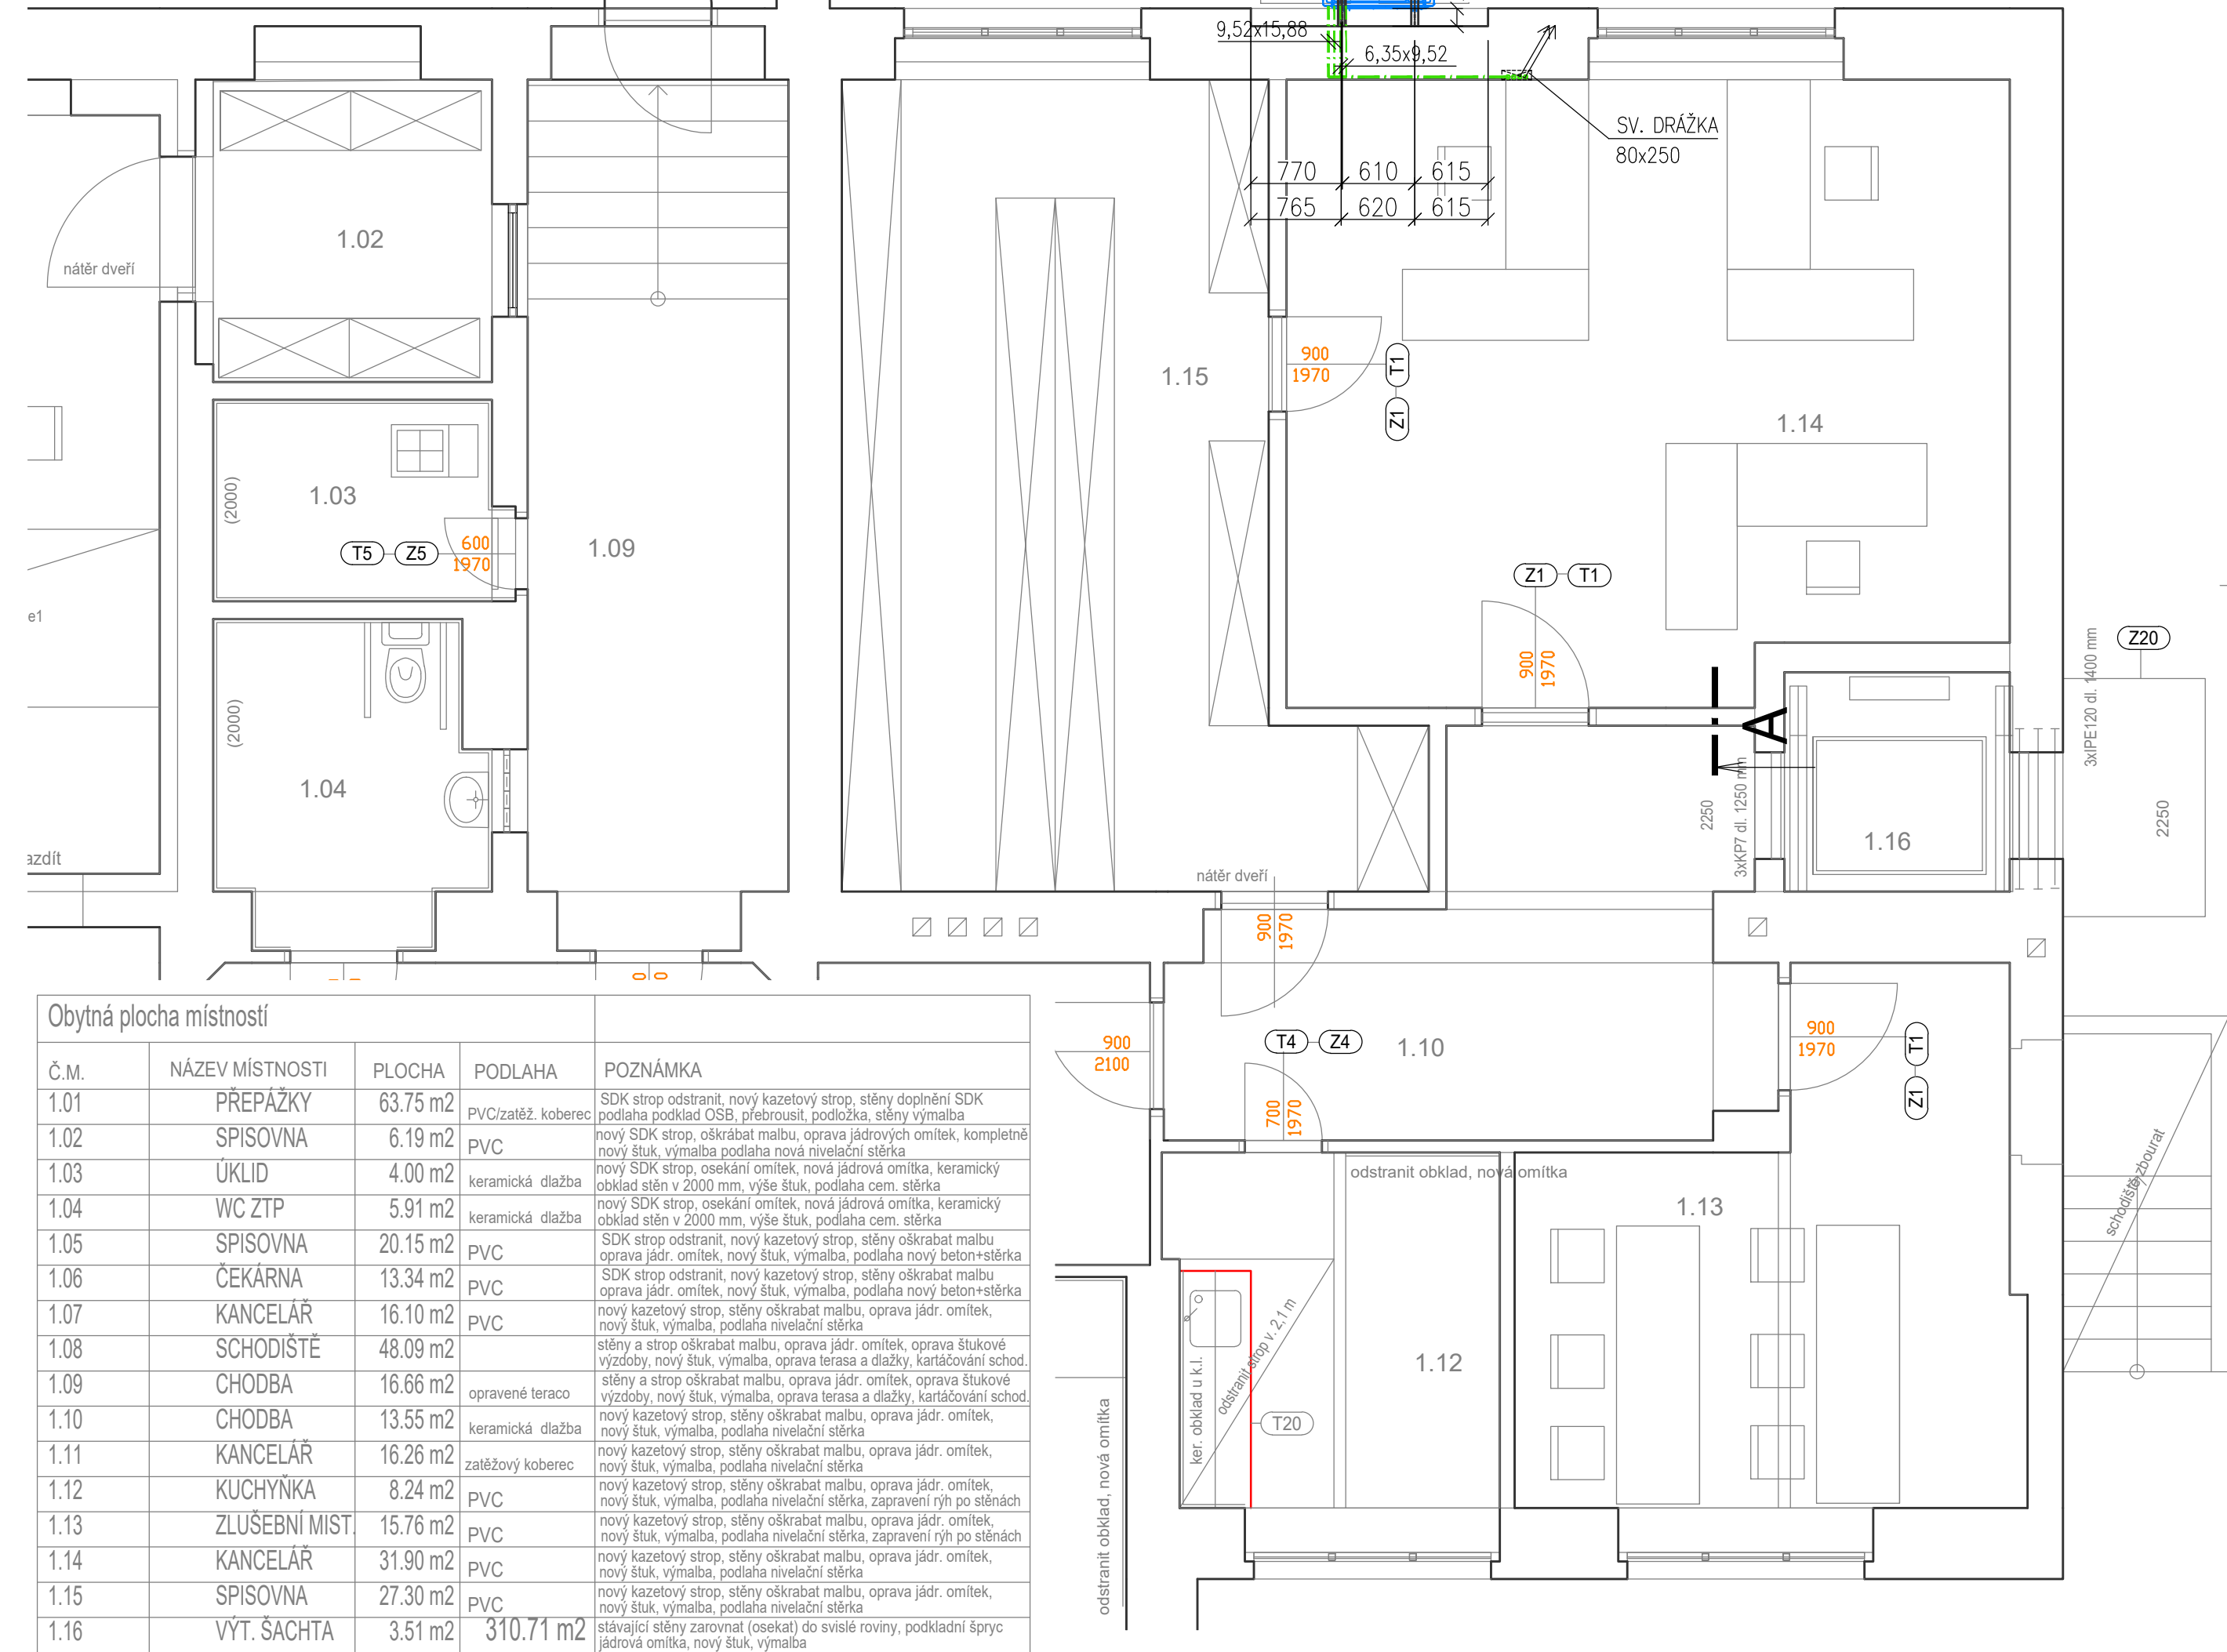 9,52x15,88
6,35x9,52
SV. DRÁŽKA
80x250
770 610 615
765 620 615
1.02
nátěr dveří
1.15
900
1970
T1
Z1
1.14
1.03
(2000)
T5 Z5
600
1970
1.09
Z1 T1
900
1970
e1
Z20
3xIPE120 dl. 1400 mm
(2000)
1.04
A
2250
3xKP7 dl. 1250 mm
1.16
2250
azdít
nátěr dveří
900
1970
0
0
900
2100
T4 Z4
1.10
900
1970
T1
Z1
700
1970
odstranit obklad, nová omítka
1.13
schodiště zbourat
odstranit strop v. 2,1 m
ker. obklad u k.l.
1.12
T20
odstranit obklad, nová omítka
Obytná plocha místností
Č.M. NÁZEV MÍSTNOSTI PLOCHA PODLAHA POZNÁMKA
1.01 PŘEPÁŽKY 63.75 m2 PVC/zatěž. koberec SDK strop odstranit, nový kazetový strop, stěny doplnění SDK
podlaha podklad OSB, přebrousit, podložka, stěny výmalba
1.02 SPISOVNA 6.19 m2 PVC nový SDK strop, oškrábat malbu, oprava jádrových omítek, kompletně
nový štuk, výmalba podlaha nová nivelační stěrka
1.03 ÚKLID 4.00 m2 keramická dlažba nový SDK strop, osekání omítek, nová jádrová omítka, keramický
obklad stěn v 2000 mm, výše štuk, podlaha cem. stěrka
1.04 WC ZTP 5.91 m2 keramická dlažba nový SDK strop, osekání omítek, nová jádrová omítka, keramický
obklad stěn v 2000 mm, výše štuk, podlaha cem. stěrka
1.05 SPISOVNA 20.15 m2 PVC SDK strop odstranit, nový kazetový strop, stěny oškrabat malbu
oprava jádr. omítek, nový štuk, výmalba, podlaha nový beton+stěrka
1.06 ČEKÁRNA 13.34 m2 PVC SDK strop odstranit, nový kazetový strop, stěny oškrabat malbu
oprava jádr. omítek, nový štuk, výmalba, podlaha nový beton+stěrka
1.07 KANCELÁŘ 16.10 m2 PVC nový kazetový strop, stěny oškrabat malbu, oprava jádr. omítek,
nový štuk, výmalba, podlaha nivelační stěrka
1.08 SCHODIŠTĚ 48.09 m2 stěny a strop oškrabat malbu, oprava jádr. omítek, oprava štukové
výzdoby, nový štuk, výmalba, oprava terasa a dlažky, kartáčování schod.
1.09 CHODBA 16.66 m2 opravené teraco stěny a strop oškrabat malbu, oprava jádr. omítek, oprava štukové
výzdoby, nový štuk, výmalba, oprava terasa a dlažky, kartáčování schod.
1.10 CHODBA 13.55 m2 keramická dlažba nový kazetový strop, stěny oškrabat malbu, oprava jádr. omítek,
nový štuk, výmalba, podlaha nivelační stěrka
1.11 KANCELÁŘ 16.26 m2 zatěžový koberec nový kazetový strop, stěny oškrabat malbu, oprava jádr. omítek,
nový štuk, výmalba, podlaha nivelační stěrka
1.12 KUCHYŇKA 8.24 m2 PVC nový kazetový strop, stěny oškrabat malbu, oprava jádr. omítek,
nový štuk, výmalba, podlaha nivelační stěrka, zapravení rýh po stěnách
1.13 ZLUŠEBNÍ MIST. 15.76 m2 PVC nový kazetový strop, stěny oškrabat malbu, oprava jádr. omítek,
nový štuk, výmalba, podlaha nivelační stěrka, zapravení rýh po stěnách
1.14 KANCELÁŘ 31.90 m2 PVC nový kazetový strop, stěny oškrabat malbu, oprava jádr. omítek,
nový štuk, výmalba, podlaha nivelační stěrka
1.15 SPISOVNA 27.30 m2 PVC nový kazetový strop, stěny oškrabat malbu, oprava jádr. omítek,
nový štuk, výmalba, podlaha nivelační stěrka
1.16 VÝT. ŠACHTA 3.51 m2 310.71 m2 stávající stěny zarovnat (osekat) do svislé roviny, podkladní špryc
jádrová omítka, nový štuk, výmalba